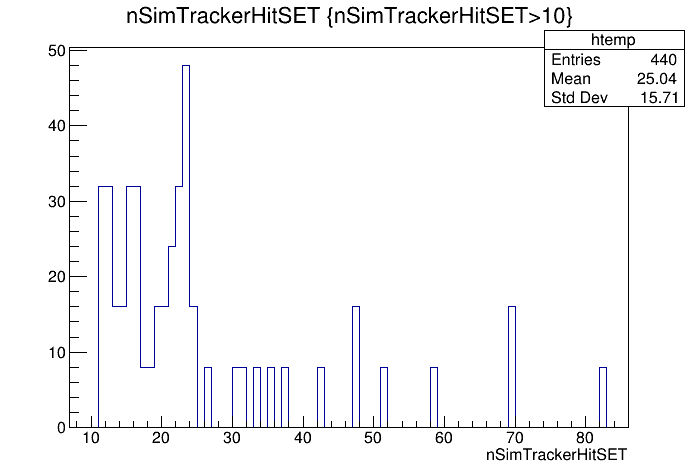 nSimTrackerHitSET {nSimTrackerHitSET>10}
htemp
Entries 440
Mean 25.04
Std Dev 15.71
50
40
30
20
10
0
10 20 30 40 50 60 70 80
nSimTrackerHitSET